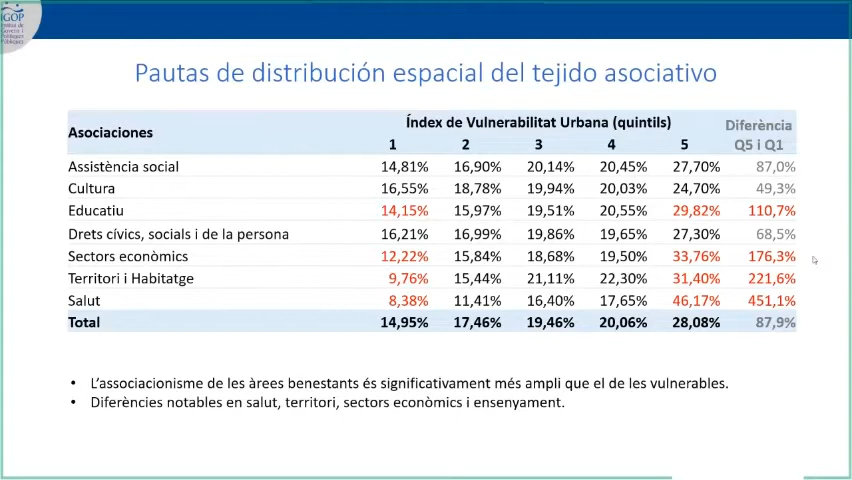 iGOP
Institut de
Govern i
Polítiques
Públiques
Pautas de distribución espacial del tejido asociativo
Asociaciones Índex de Vulnerabilitat Urbana (quintils) Diferència
1 2 3 4 5 Q5 i Q1
Assistència social 14,81% 16,90% 20,14% 20,45% 27,70% 87,0%
Cultura 16,55% 18,78% 19,94% 20,03% 24,70% 49,3%
Educatiu 14,15% 15,97% 19,51% 20,55% 29,82% 110,7%
Drets cívics, socials i de la persona 16,21% 16,99% 19,86% 19,65% 27,30% 68,5%
Sectors econòmics 12,22% 15,84% 18,68% 19,50% 33,76% 176,3%
Territori i Habitatge 9,76% 15,44% 21,11% 22,30% 31,40% 221,6%
Salut 8,38% 11,41% 16,40% 17,65% 46,17% 451,1%
Total 14,95% 17,46% 19,46% 20,06% 28,08% 87,9%
• L'associacionisme de les àrees benestants és significativament més ampli que el de les vulnerables.
• Diferències notables en salut, territori, sectors econòmics i ensenyament.